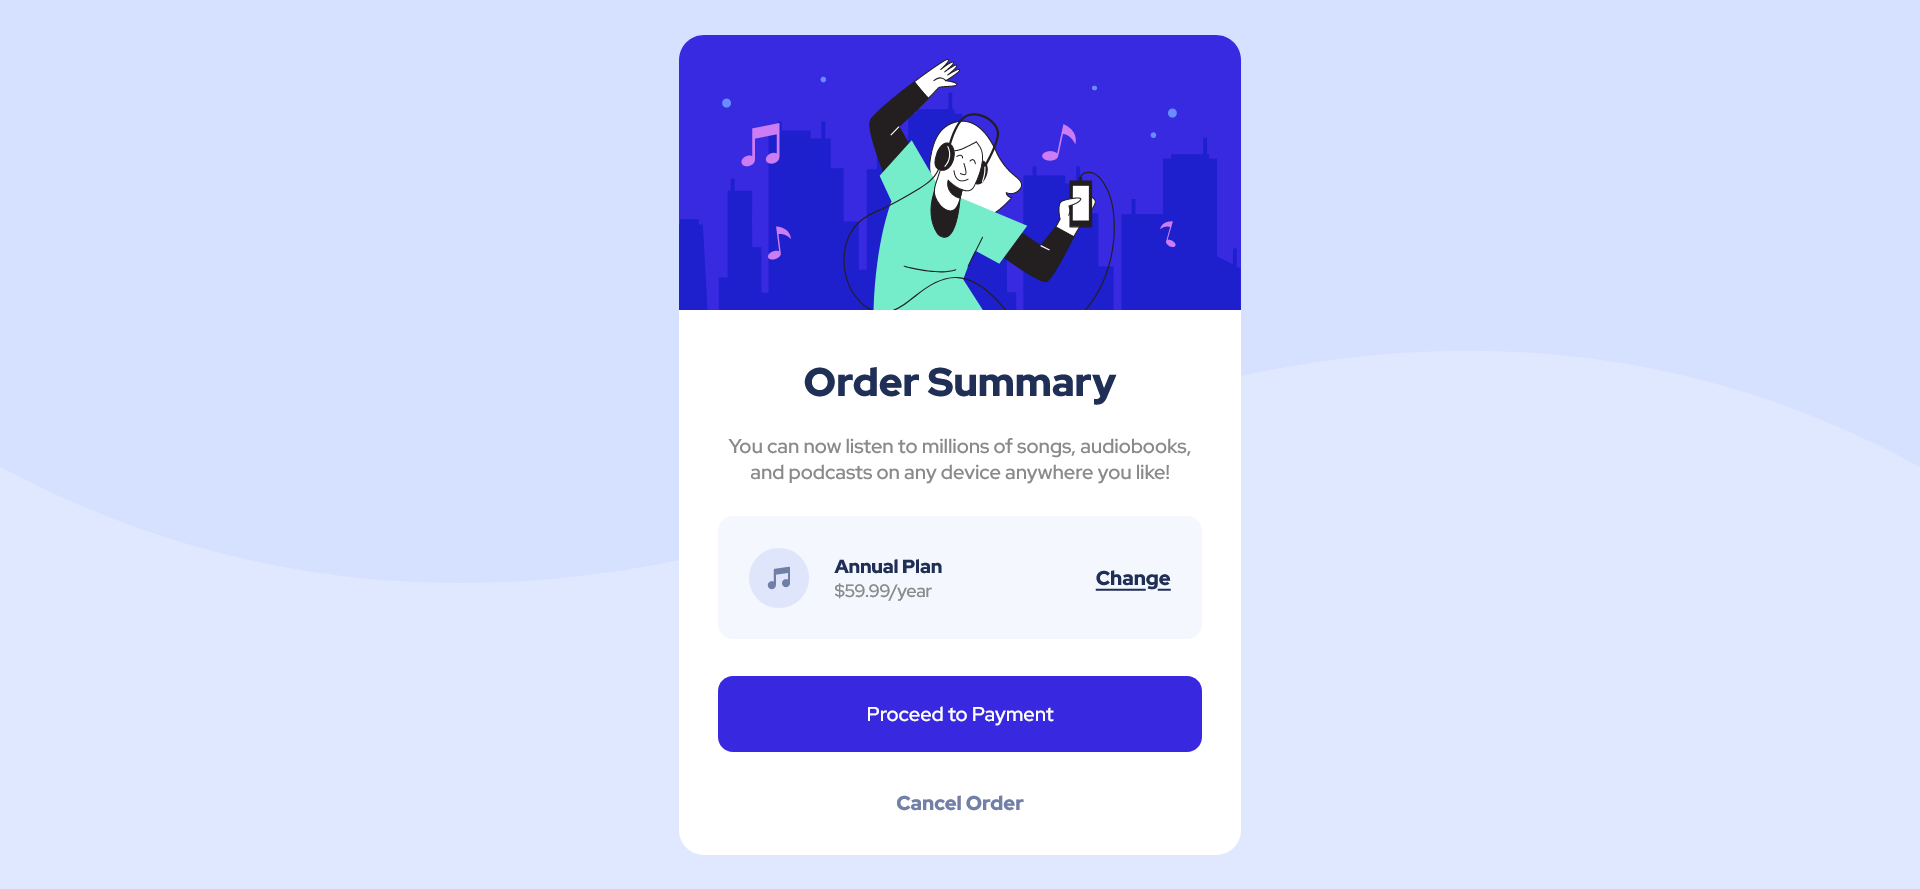 Order Summary
You can now listen to millions of songs, audiobooks,
and podcasts on any device anywhere you like!
Annual Plan
$59.99/year
Change
Proceed to Payment
Cancel Order